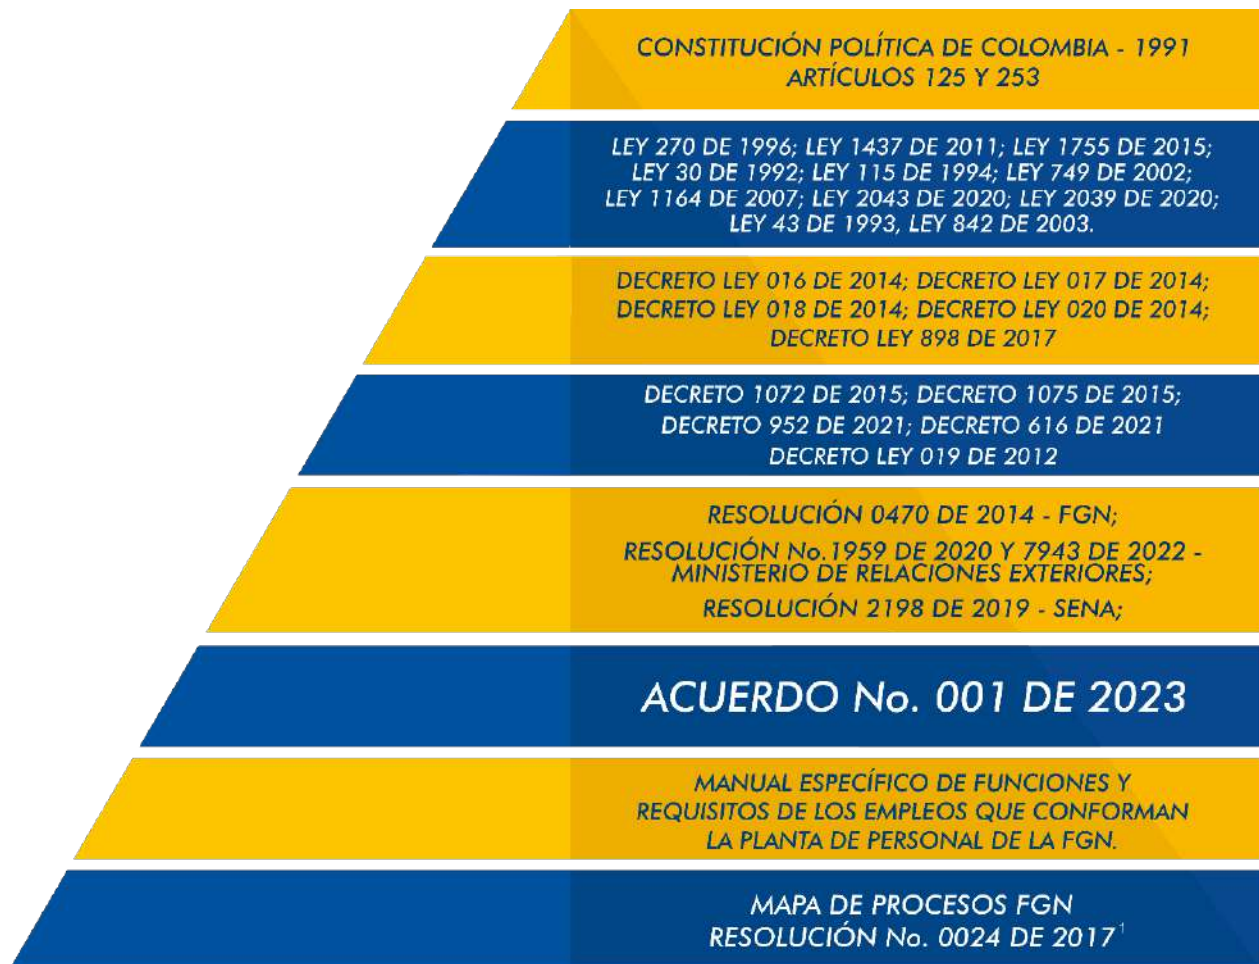 CONSTITUCIÓN POLÍTICA DE COLOMBIA - 1991
ARTÍCULOS 125 Y 253
LEY 270 DE 1996; LEY 1437 DE 2011; LEY 1755 DE 2015;
LEY 30 DE 1992; LEY 115 DE 1994; LEY 749 DE 2002;
LEY 1164 DE 2007; LEY 2043 DE 2020; LEY 2039 DE 2020;
LEY 43 DE 1993, LEY 842 DE 2003.
DECRETO LEY 016 DE 2014; DECRETO LEY 017 DE 2014;
DECRETO LEY 018 DE 2014; DECRETO LEY 020 DE 2014;
DECRETO LEY 898 DE 2017
DECRETO 1072 DE 2015; DECRETO 1075 DE 2015;
DECRETO 952 DE 2021; DECRETO 616 DE 2021
DECRETO LEY 019 DE 2012
RESOLUCIÓN 0470 DE 2014 - FGN;
RESOLUCIÓN No.1959 DE 2020 Y 7943 DE 2022 -
MINISTERIO DE RELACIONES EXTERIORES;
RESOLUCIÓN 2198 DE 2019 - SENA;
ACUERDO No. 001 DE 2023
MANUAL ESPECÍFICO DE FUNCIONES Y
REQUISITOS DE LOS EMPLEOS QUE CONFORMAN
LA PLANTA DE PERSONAL DE LA FGN.
MAPA DE PROCESOS FGN
RESOLUCIÓN No. 0024 DE 2017¹